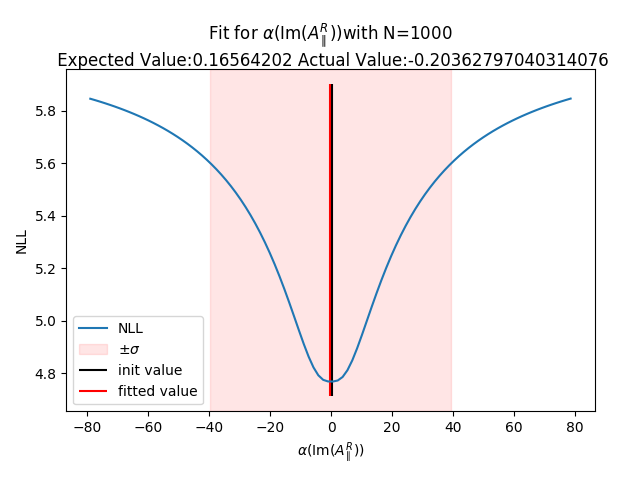 Fit for α(Im(A^R_∥))with N=1000
Expected Value:0.16564202 Actual Value:-0.20362797040314076
5.8
5.6
5.4
5.2
5.0
4.8
NLL
NLL
±σ
init value
fitted value
−80 −60 −40 −20 0 20 40 60 80
α(Im(A^R_∥))